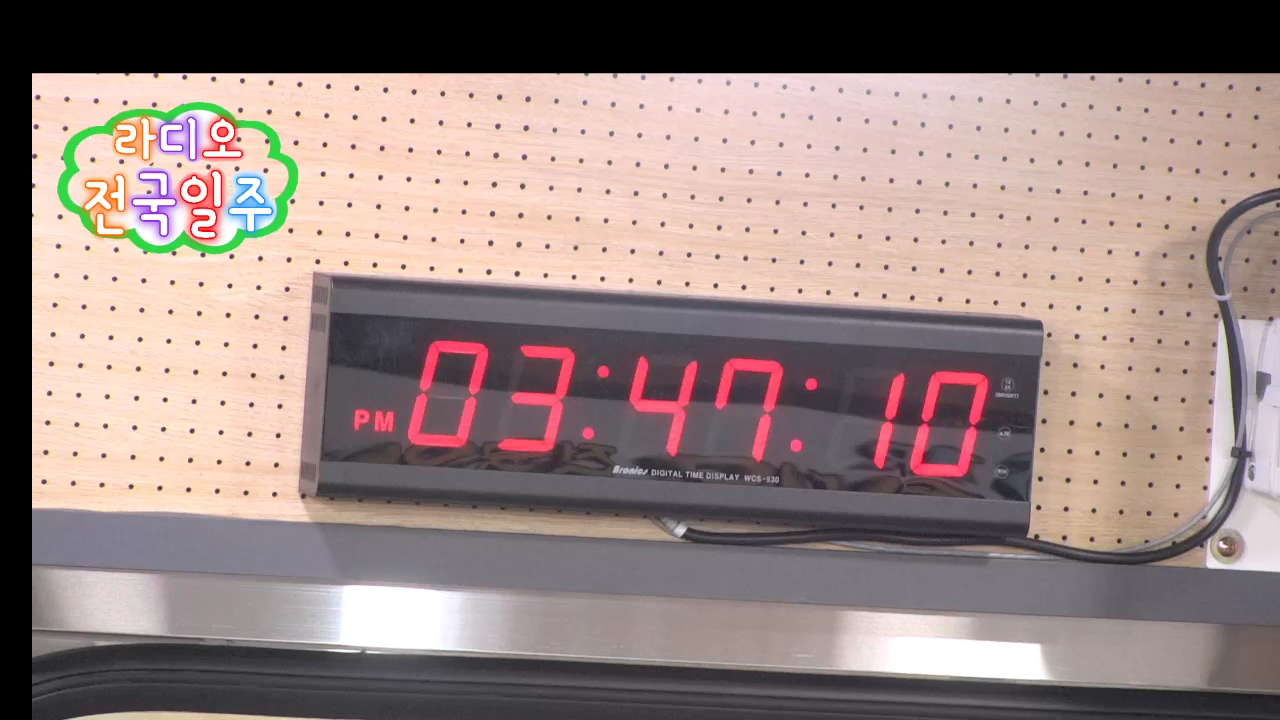 라디오
전국일주
PM 03:47:10
Bronics DIGITAL TIME DISPLAY WCS-530